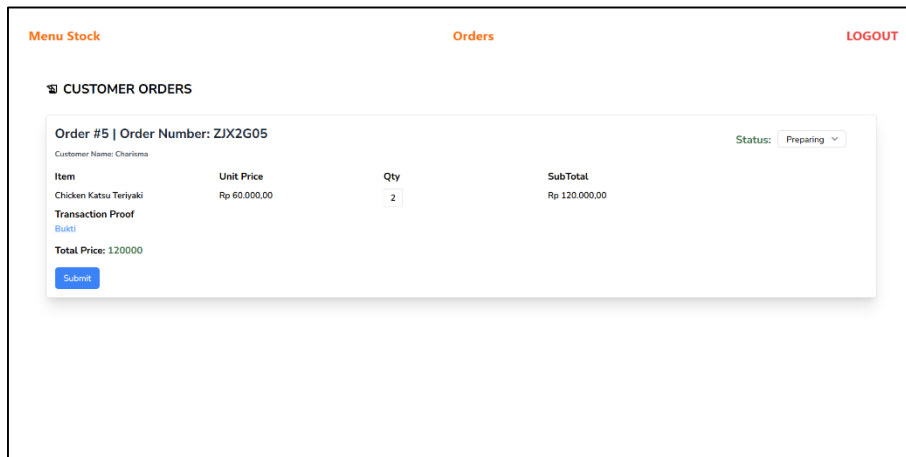 Menu Stock Orders LOGOUT
CUSTOMER ORDERS
Order #5 | Order Number: ZJX2G05
Status: Preparing
Customer Name: Charisma
Item Unit Price Qty SubTotal
Chicken Katsu Teriyaki Rp 60.000,00 2 Rp 120.000,00
Transaction Proof
Bukti
Total Price: 120000
Submit